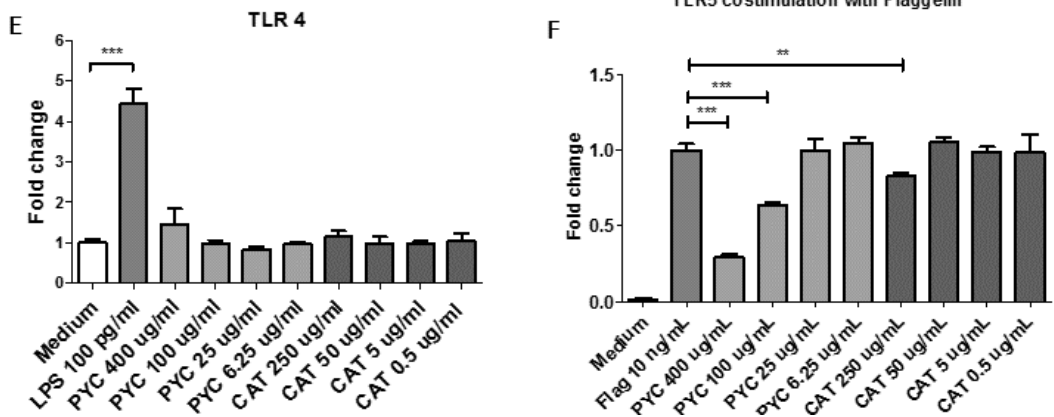 E
TLR 4
Fold change
6
5
4
3
2
1
0
***
Medium
LPS 100 pg/ml
PYC 400 ug/ml
PYC 100 ug/ml
PYC 25 ug/ml
PYC 6.25 ug/ml
CAT 250 ug/ml
CAT 50 ug/ml
CAT 5 ug/ml
CAT 0.5 ug/ml
F
TLR5 costimulation with Flaggelin
Fold change
1.5
1.0
0.5
0.0
**
***
***
Medium
Flag 10 ng/mL
PYC 400 ug/mL
PYC 100 ug/mL
PYC 25 ug/mL
PYC 6.25 ug/mL
CAT 250 ug/mL
CAT 50 ug/mL
CAT 5 ug/mL
CAT 0.5 ug/mL